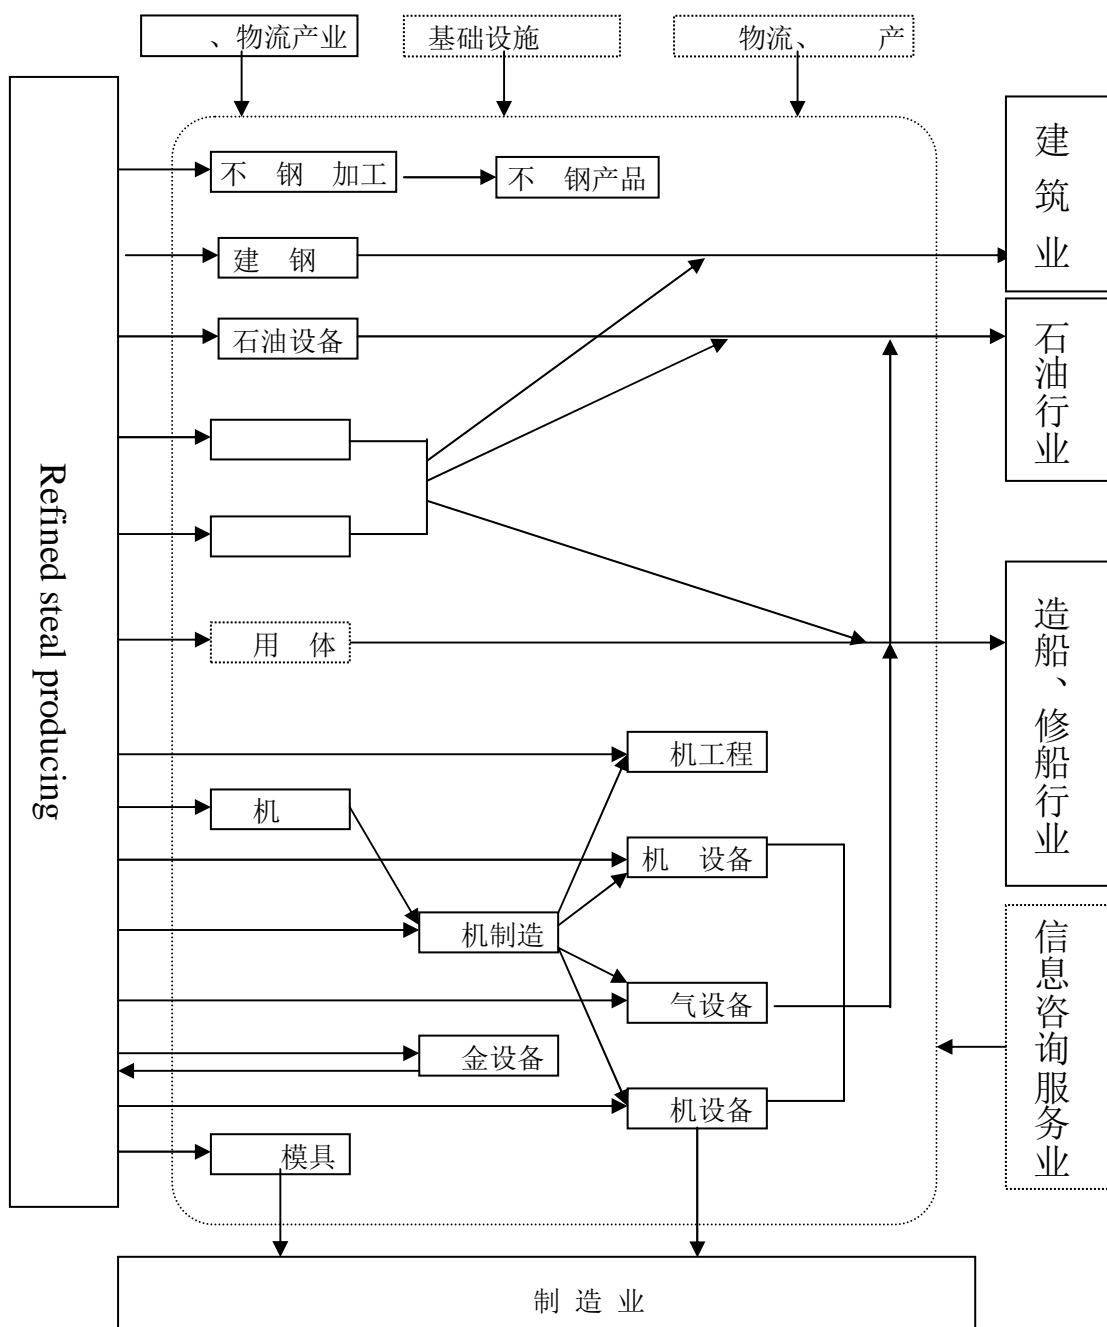 、物流产业
基础设施
物流、 产
Refined steal producing
不 钢 加工
不 钢产品
建 钢
石油设备
用 体
机工程
机
机 设备
机制造
气设备
金设备
机设备
模具
建筑业
石油行业
造船、修船行业
信息咨询服务业
制 造 业